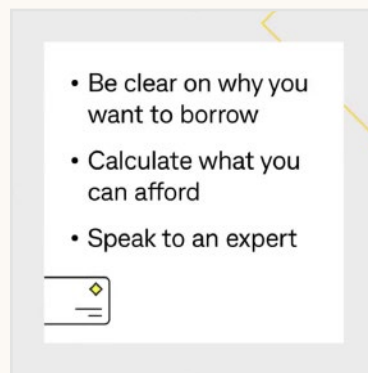 • Be clear on why you
want to borrow
• Calculate what you
can afford
• Speak to an expert